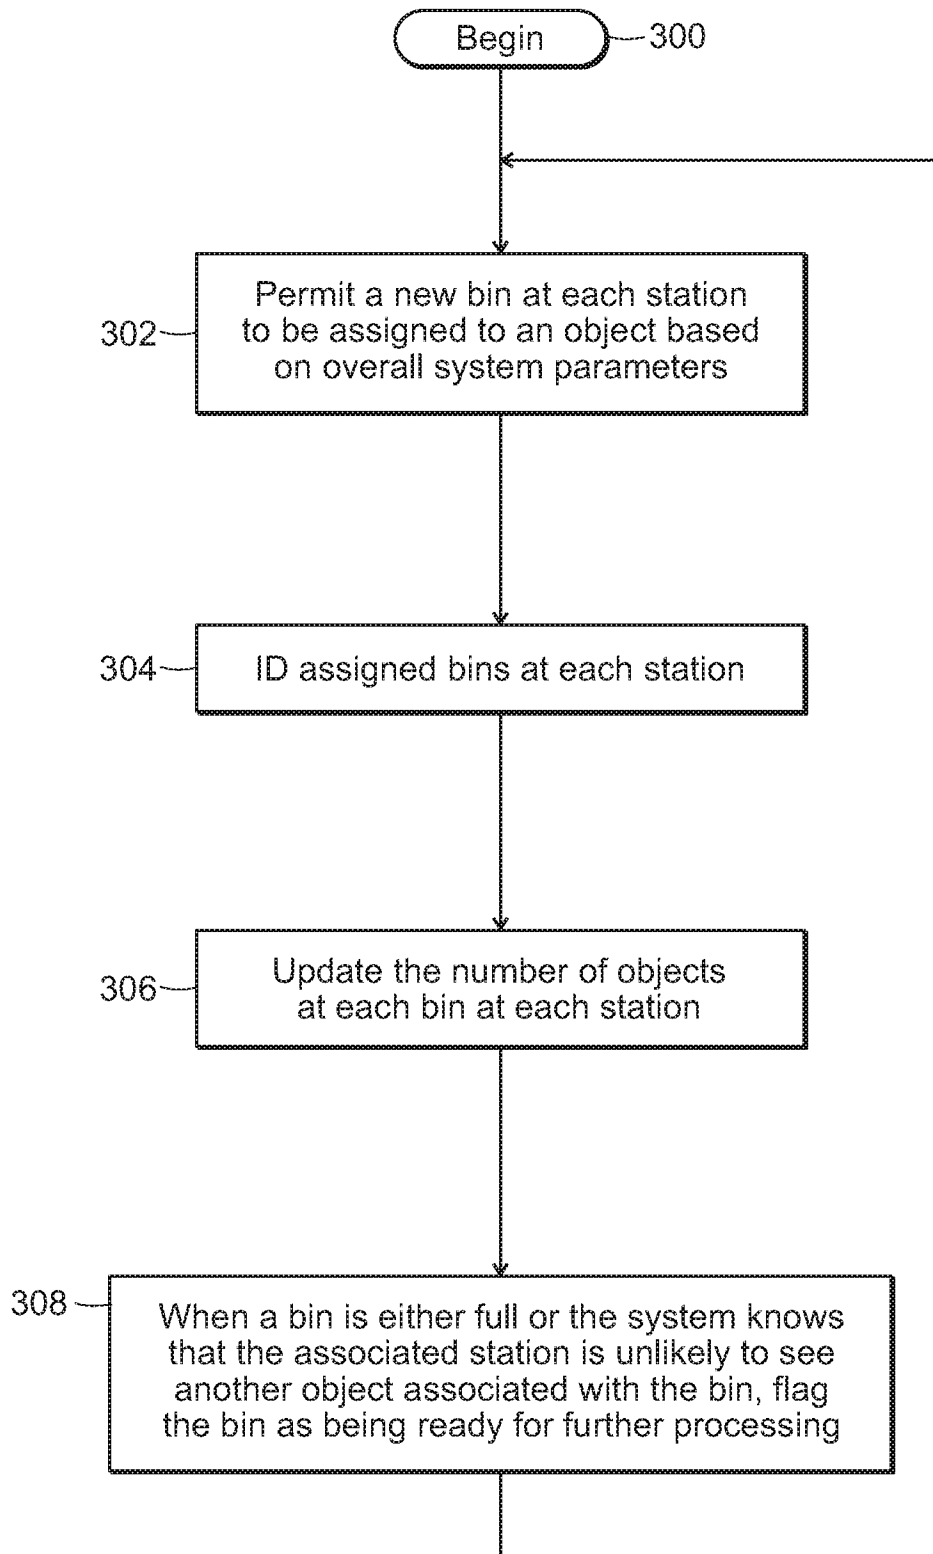 Begin
300
302
Permit a new bin at each station
to be assigned to an object based
on overall system parameters
304
ID assigned bins at each station
306
Update the number of objects
at each bin at each station
308
When a bin is either full or the system knows
that the associated station is unlikely to see
another object associated with the bin, flag
the bin as being ready for further processing